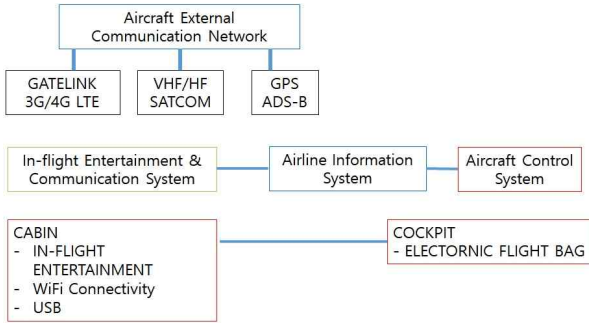 Aircraft External
Communication Network
GATELINK
3G/4G LTE
VHF/HF
SATCOM
GPS
ADS-B
In-flight Entertainment &
Communication System
Airline Information
System
Aircraft Control
System
CABIN
- IN-FLIGHT
ENTERTAINMENT
- WiFi Connectivity
- USB
COCKPIT
- ELECTORNIC FLIGHT BAG